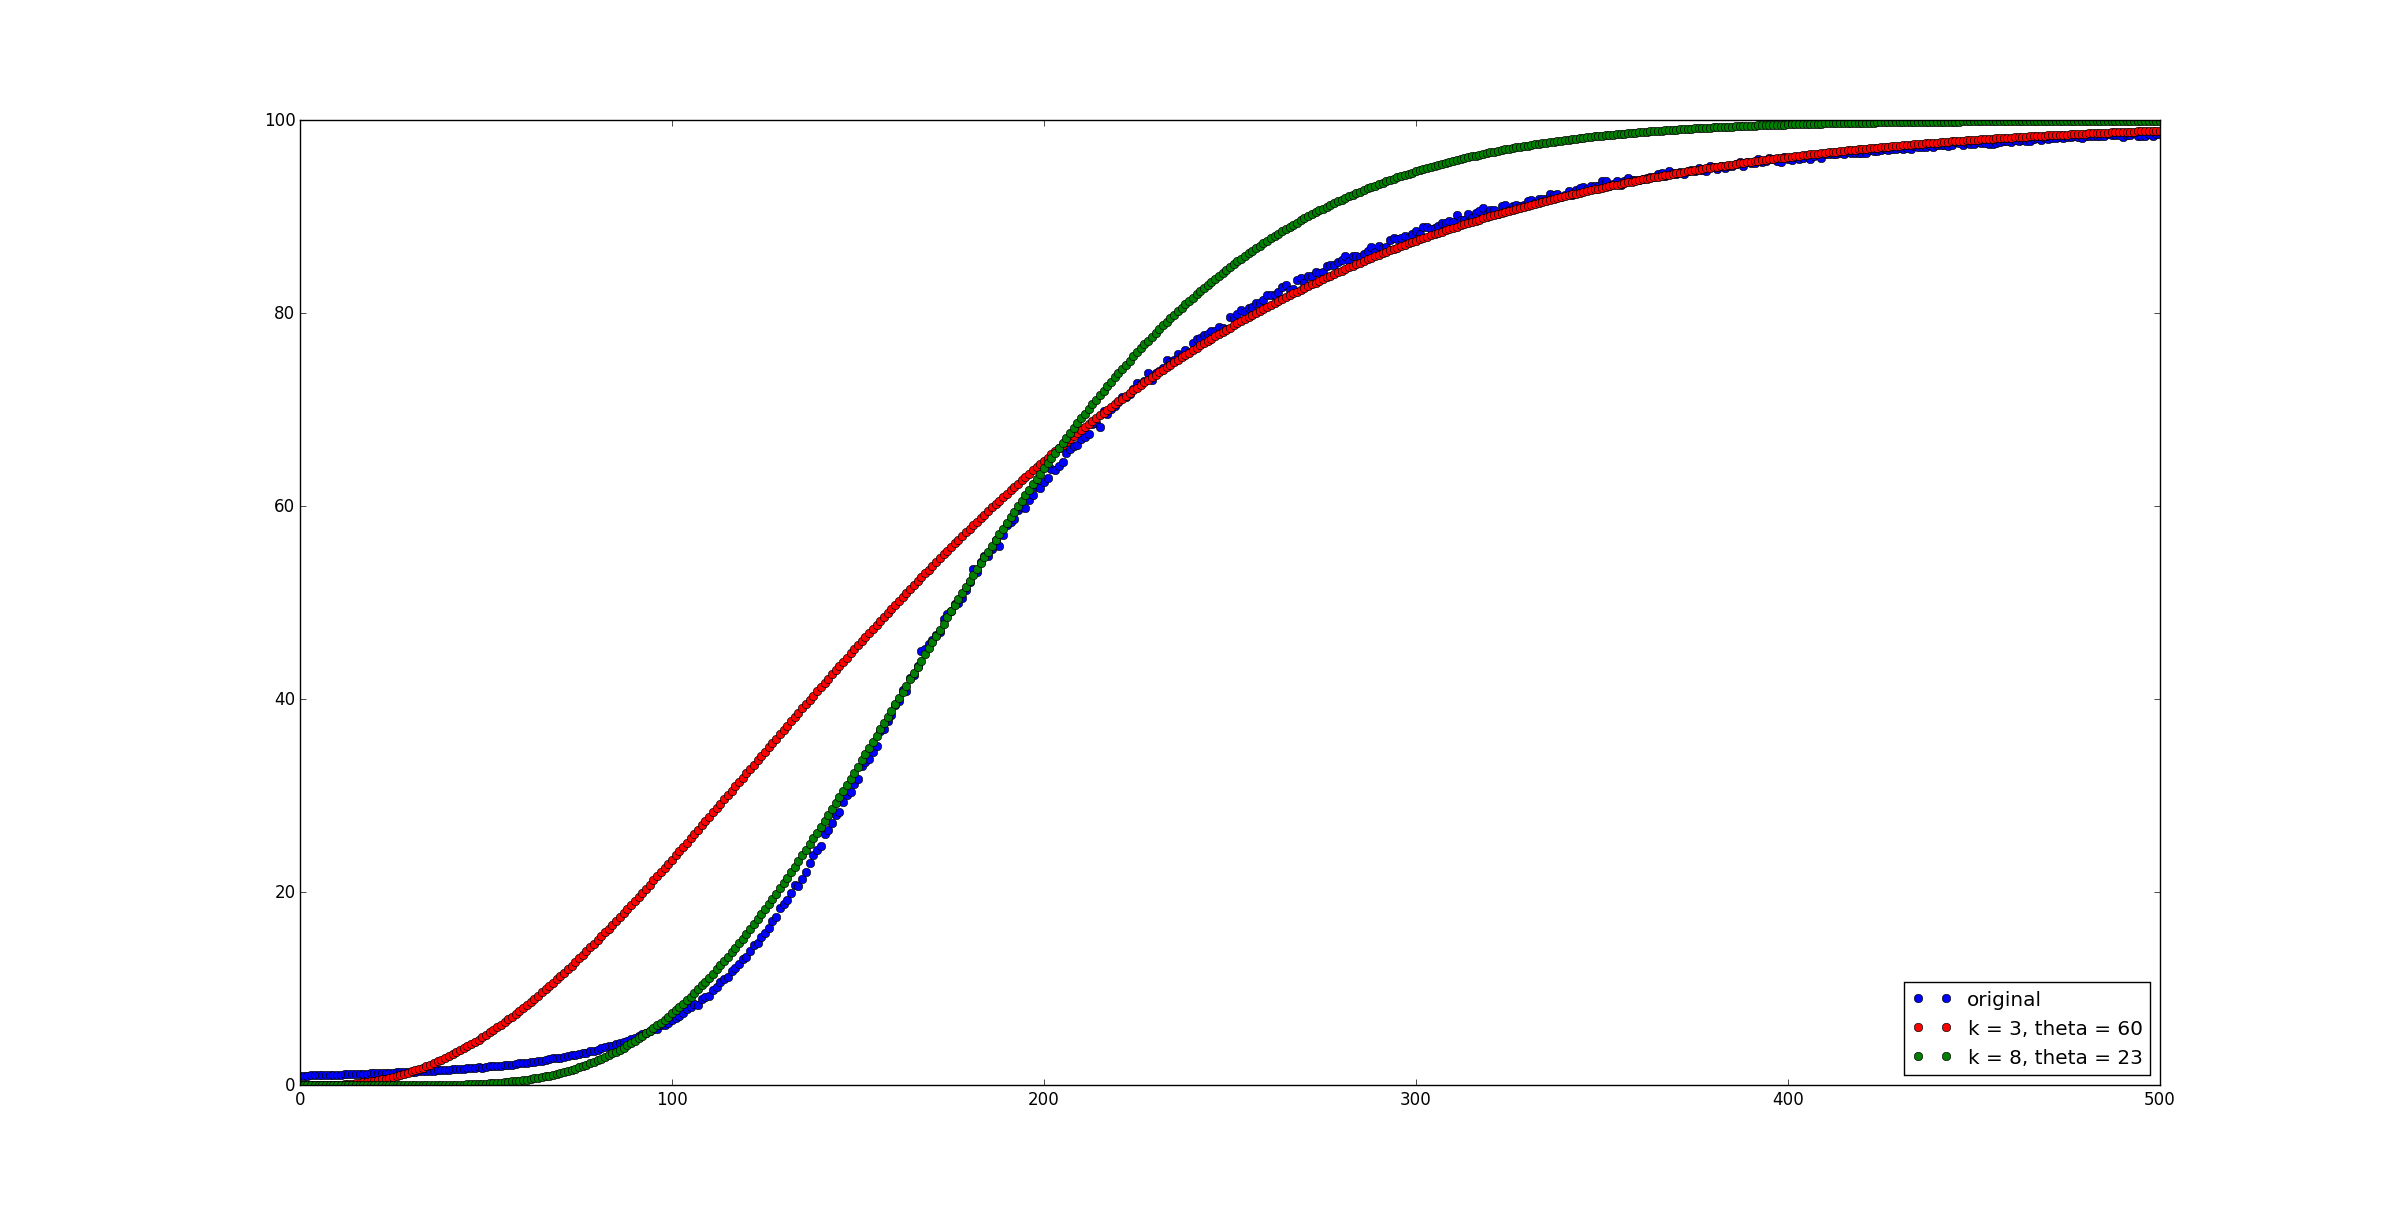 100
80
60
40
20
0
0 100 200 300 400 500
original
k = 3, theta = 60
k = 8, theta = 23